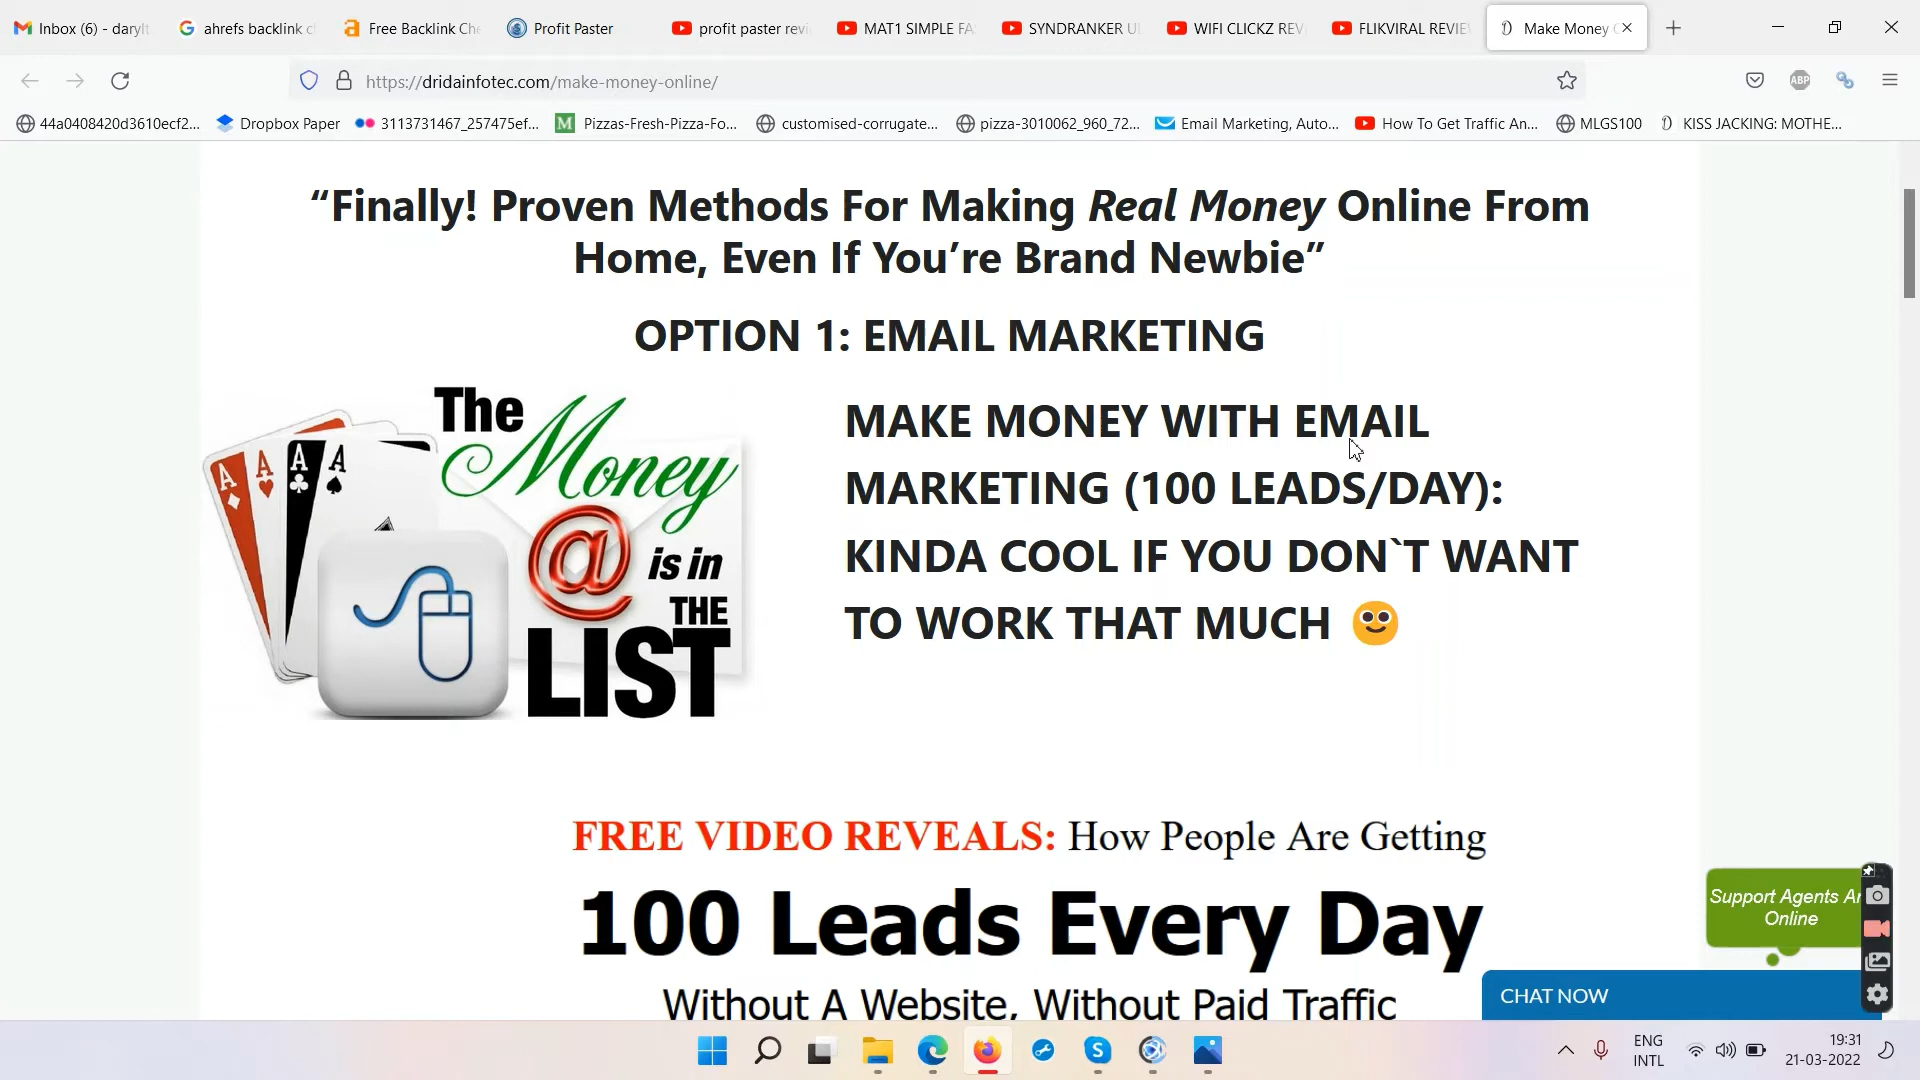 Inbox (6) - darylt
ahrefs backlink c
Free Backlink Che
Profit Paster
profit paster revi
MAT1 SIMPLE FA
SYNDRANKER U
WIFI CLICKZ REV
FLIKVIRAL REVIE
Make Money O
https://dridainfotec.com/make-money-online/
ABP
44a0408420d3610ecf2...
Dropbox Paper
3113731467_257475ef...
Pizzas-Fresh-Pizza-Fo...
customised-corrugate...
pizza-3010062_960_72...
Email Marketing, Auto...
How To Get Traffic An...
MLGS100
KISS JACKING: MOTHE...
“Finally! Proven Methods For Making Real Money Online From
Home, Even If You’re Brand Newbie”
OPTION 1: EMAIL MARKETING
A A A A
The
Money
@ is in
THE
LIST
MAKE MONEY WITH EMAIL
MARKETING (100 LEADS/DAY):
KINDA COOL IF YOU DON`T WANT
TO WORK THAT MUCH
FREE VIDEO REVEALS: How People Are Getting
100 Leads Every Day
Without A Website, Without Paid Traffic
Support Agents Ar
Online
CHAT NOW
ENG
INTL
19:31
21-03-2022